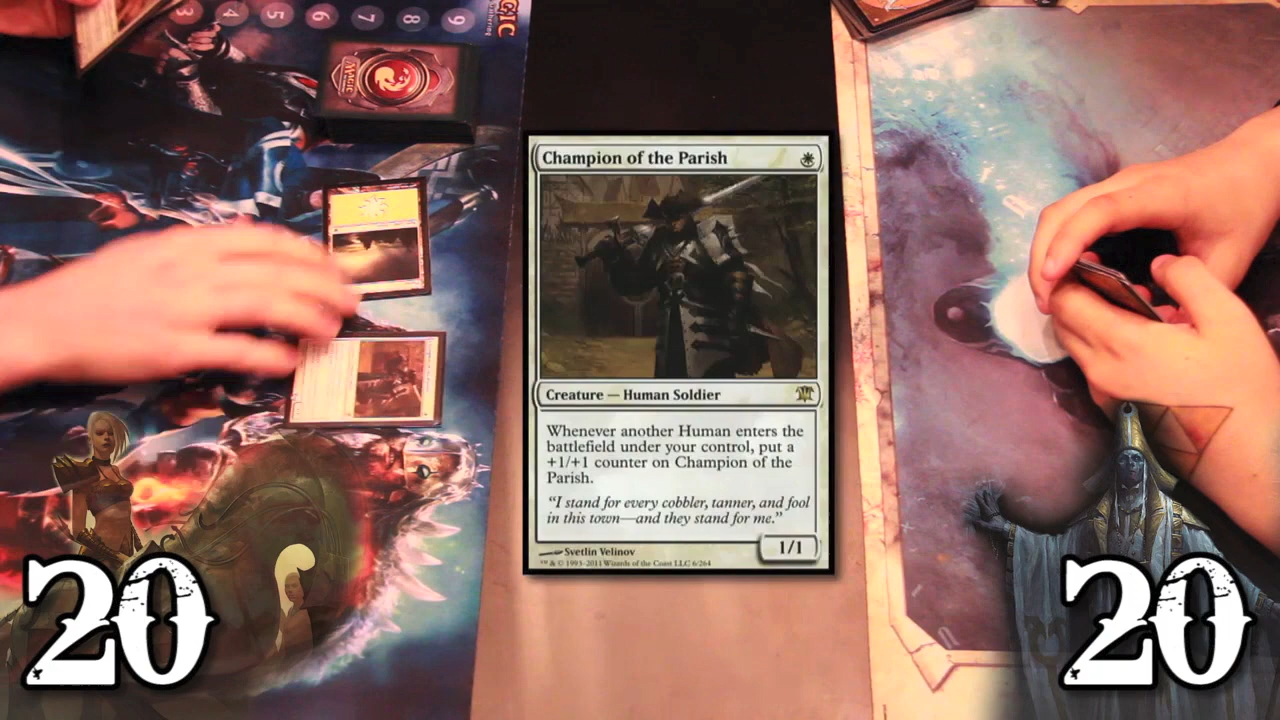 3 4 5 6 7 8 9
MAGIC
Champion of the Parish
Creature — Human Soldier
Whenever another Human enters the
battlefield under your control, put a
+1/+1 counter on Champion of the
Parish.
“I stand for every cobbler, tanner, and fool
in this town—and they stand for me.”
1/1
Svetlin Velinov
™ & © 1993–2011 Wizards of the Coast LLC 6/264
20
20